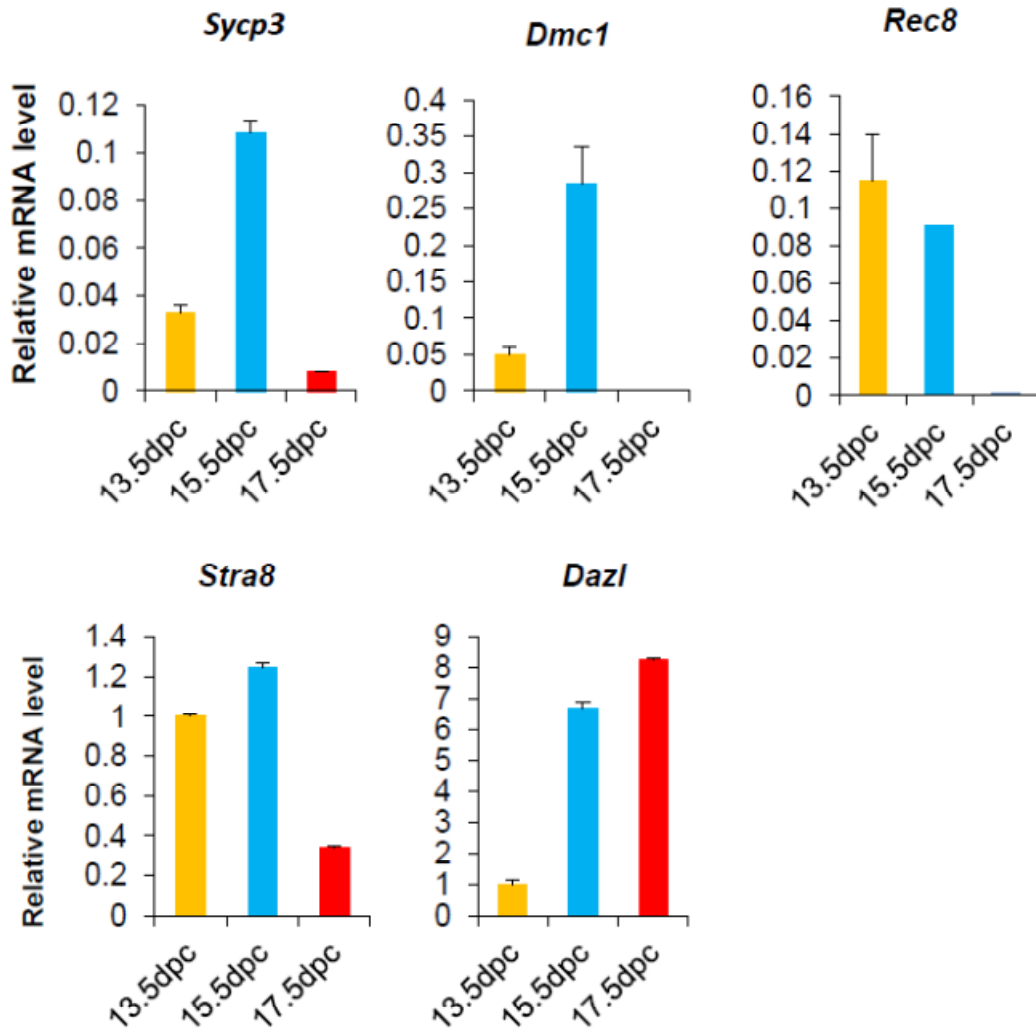 Sycp3
Dmc1
Rec8
Relative mRNA level
0.12
0.1
0.08
0.06
0.04
0.02
0
13.5dpc
15.5dpc
17.5dpc
0.4
0.35
0.3
0.25
0.2
0.15
0.1
0.05
0
13.5dpc
15.5dpc
17.5dpc
0.16
0.14
0.12
0.1
0.08
0.06
0.04
0.02
0
13.5dpc
15.5dpc
17.5dpc
Stra8
Dazl
Relative mRNA level
1.4
1.2
1
0.8
0.6
0.4
0.2
0
13.5dpc
15.5dpc
17.5dpc
9
8
7
6
5
4
3
2
1
0
13.5dpc
15.5dpc
17.5dpc